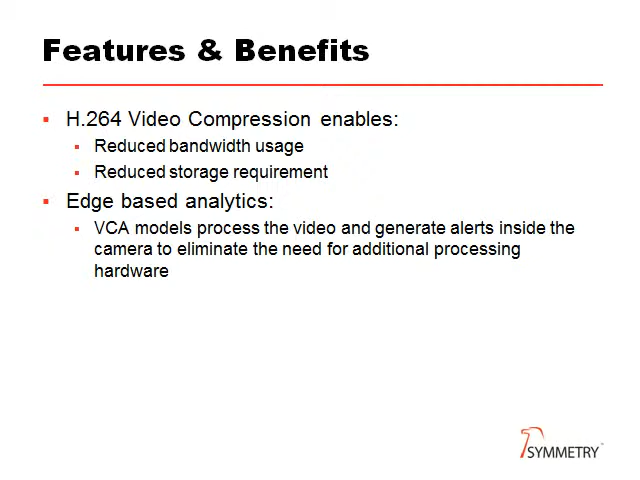 Features & Benefits
▪ H.264 Video Compression enables:
▪ Reduced bandwidth usage
▪ Reduced storage requirement
▪ Edge based analytics:
▪ VCA models process the video and generate alerts inside the
camera to eliminate the need for additional processing
hardware
SYMMETRY™